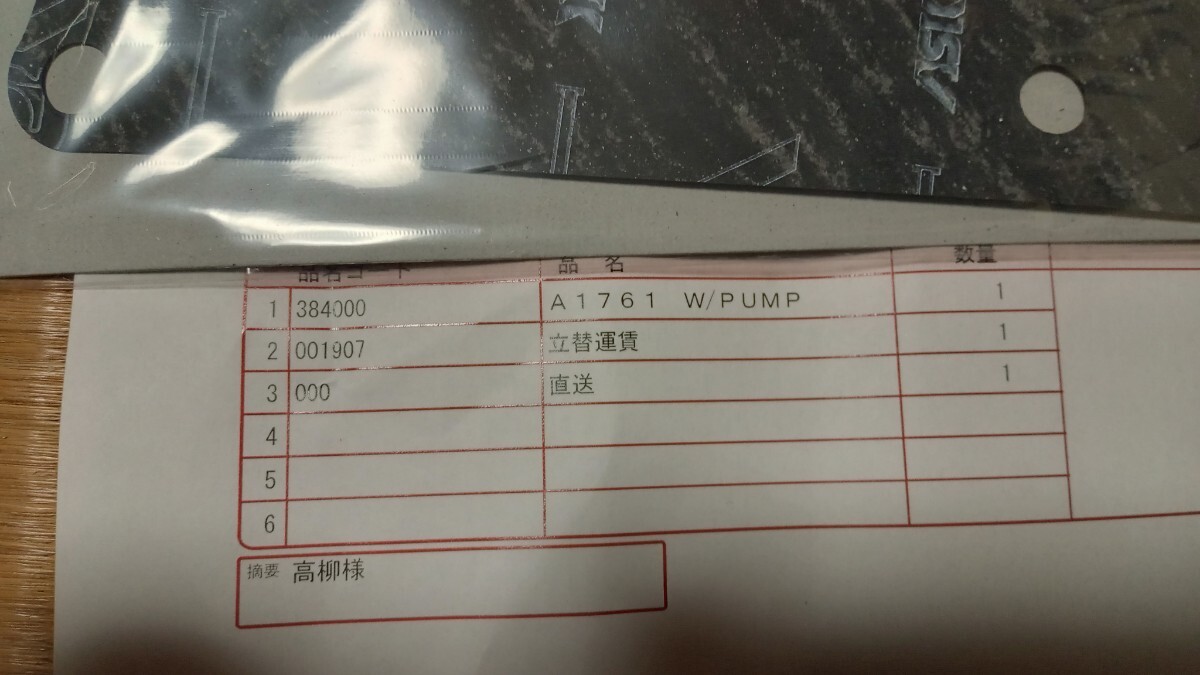 品名コード 品 名 数量
1 384000 A1761 W/PUMP 1
2 001907 立替運賃 1
3 000 直送 1
4
5
6
摘要 高柳様